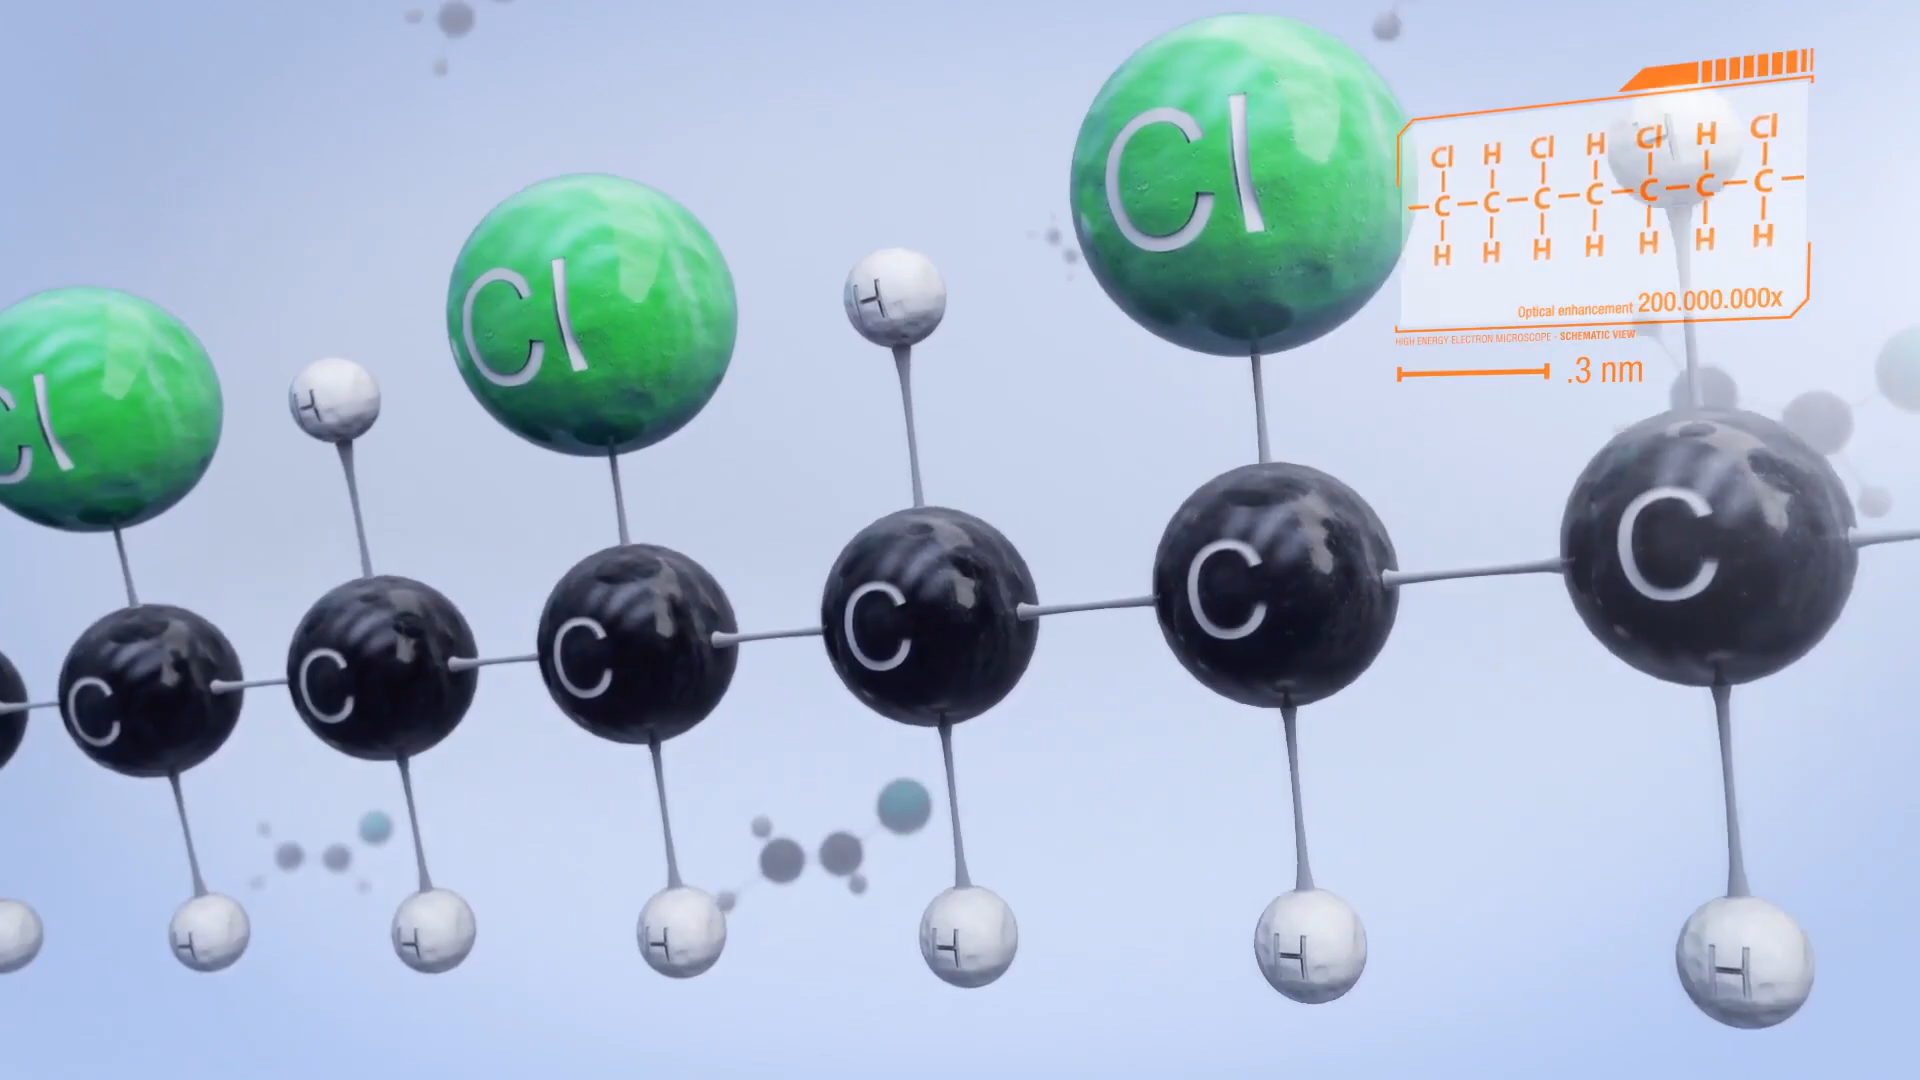 Cl Cl Cl H
H H
C C C C C C
H H H H H H
Cl H Cl H Cl H Cl
C C C C C C C
H H H H H H H
Optical enhancement 200.000.000x
HIGH ENERGY ELECTRON MICROSCOPE - SCHEMATIC VIEW
.3 nm